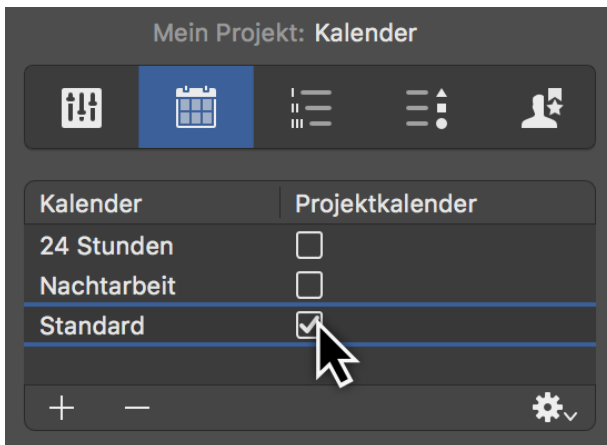 Mein Projekt: Kalender
Kalender Projektkalender
24 Stunden
Nachtarbeit
Standard